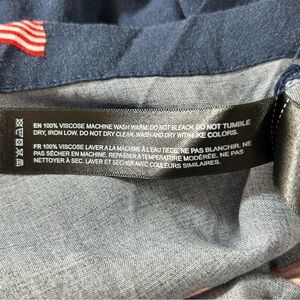 EN 100% VISCOSE MACHINE WASH WARM. DO NOT BLEACH. DO NOT TUMBLE
DRY, IRON LOW. DO NOT DRY CLEAN. WASH AND DRY WITH LIKE COLORS.
FR 100% VISCOSE LAVER A LA MACHINE À L'EAU TIEDE. NE PAS BLANCHIR. NE
PAS SÉCHER EN MACHINE. REPASSER À TEMPERATURE MODÉRÉE. NE PAS
NETTOYER À SEC. LAVER ET SÉCHER AVEC COULEURS SIMILAIRES.